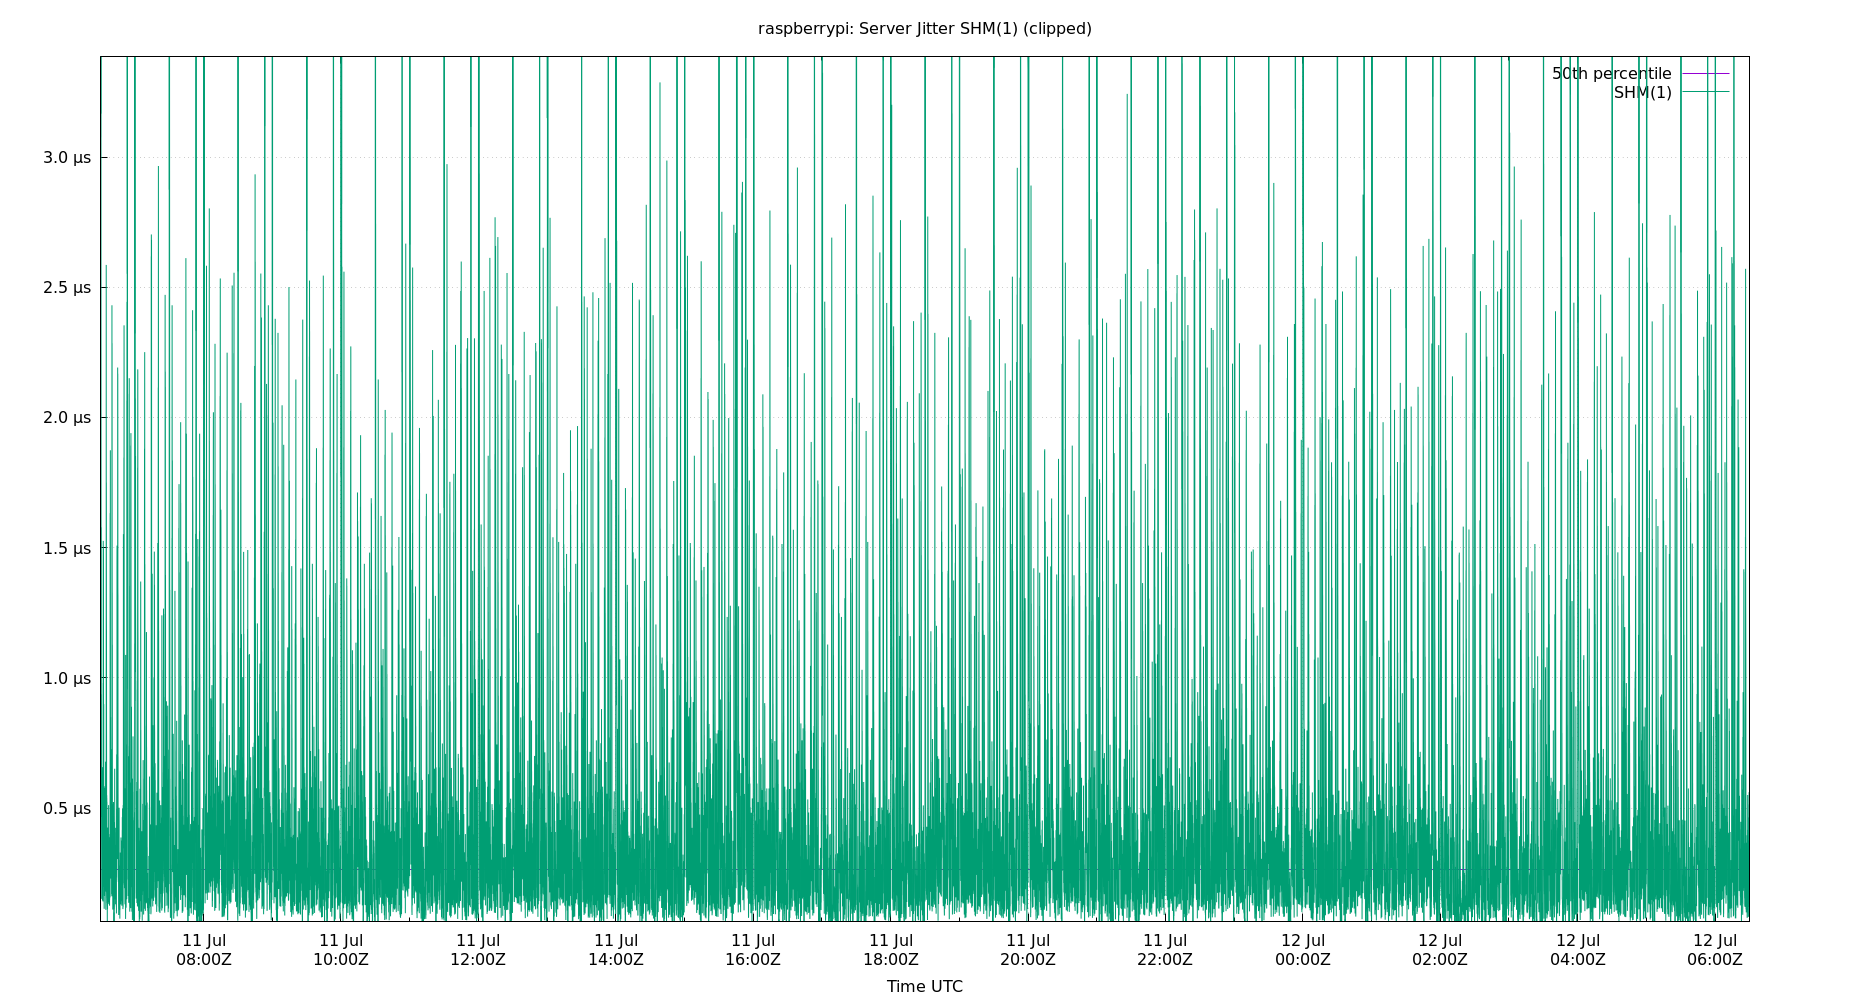 raspberrypi: Server Jitter SHM(1) (clipped)
50th percentile
SHM(1)
3.0 µs
2.5 µs
2.0 µs
1.5 µs
1.0 µs
0.5 µs
11 Jul 11 Jul 11 Jul 11 Jul 11 Jul 11 Jul 11 Jul 11 Jul 12 Jul 12 Jul 12 Jul 12 Jul
08:00Z 10:00Z 12:00Z 14:00Z 16:00Z 18:00Z 20:00Z 22:00Z 00:00Z 02:00Z 04:00Z 06:00Z
Time UTC